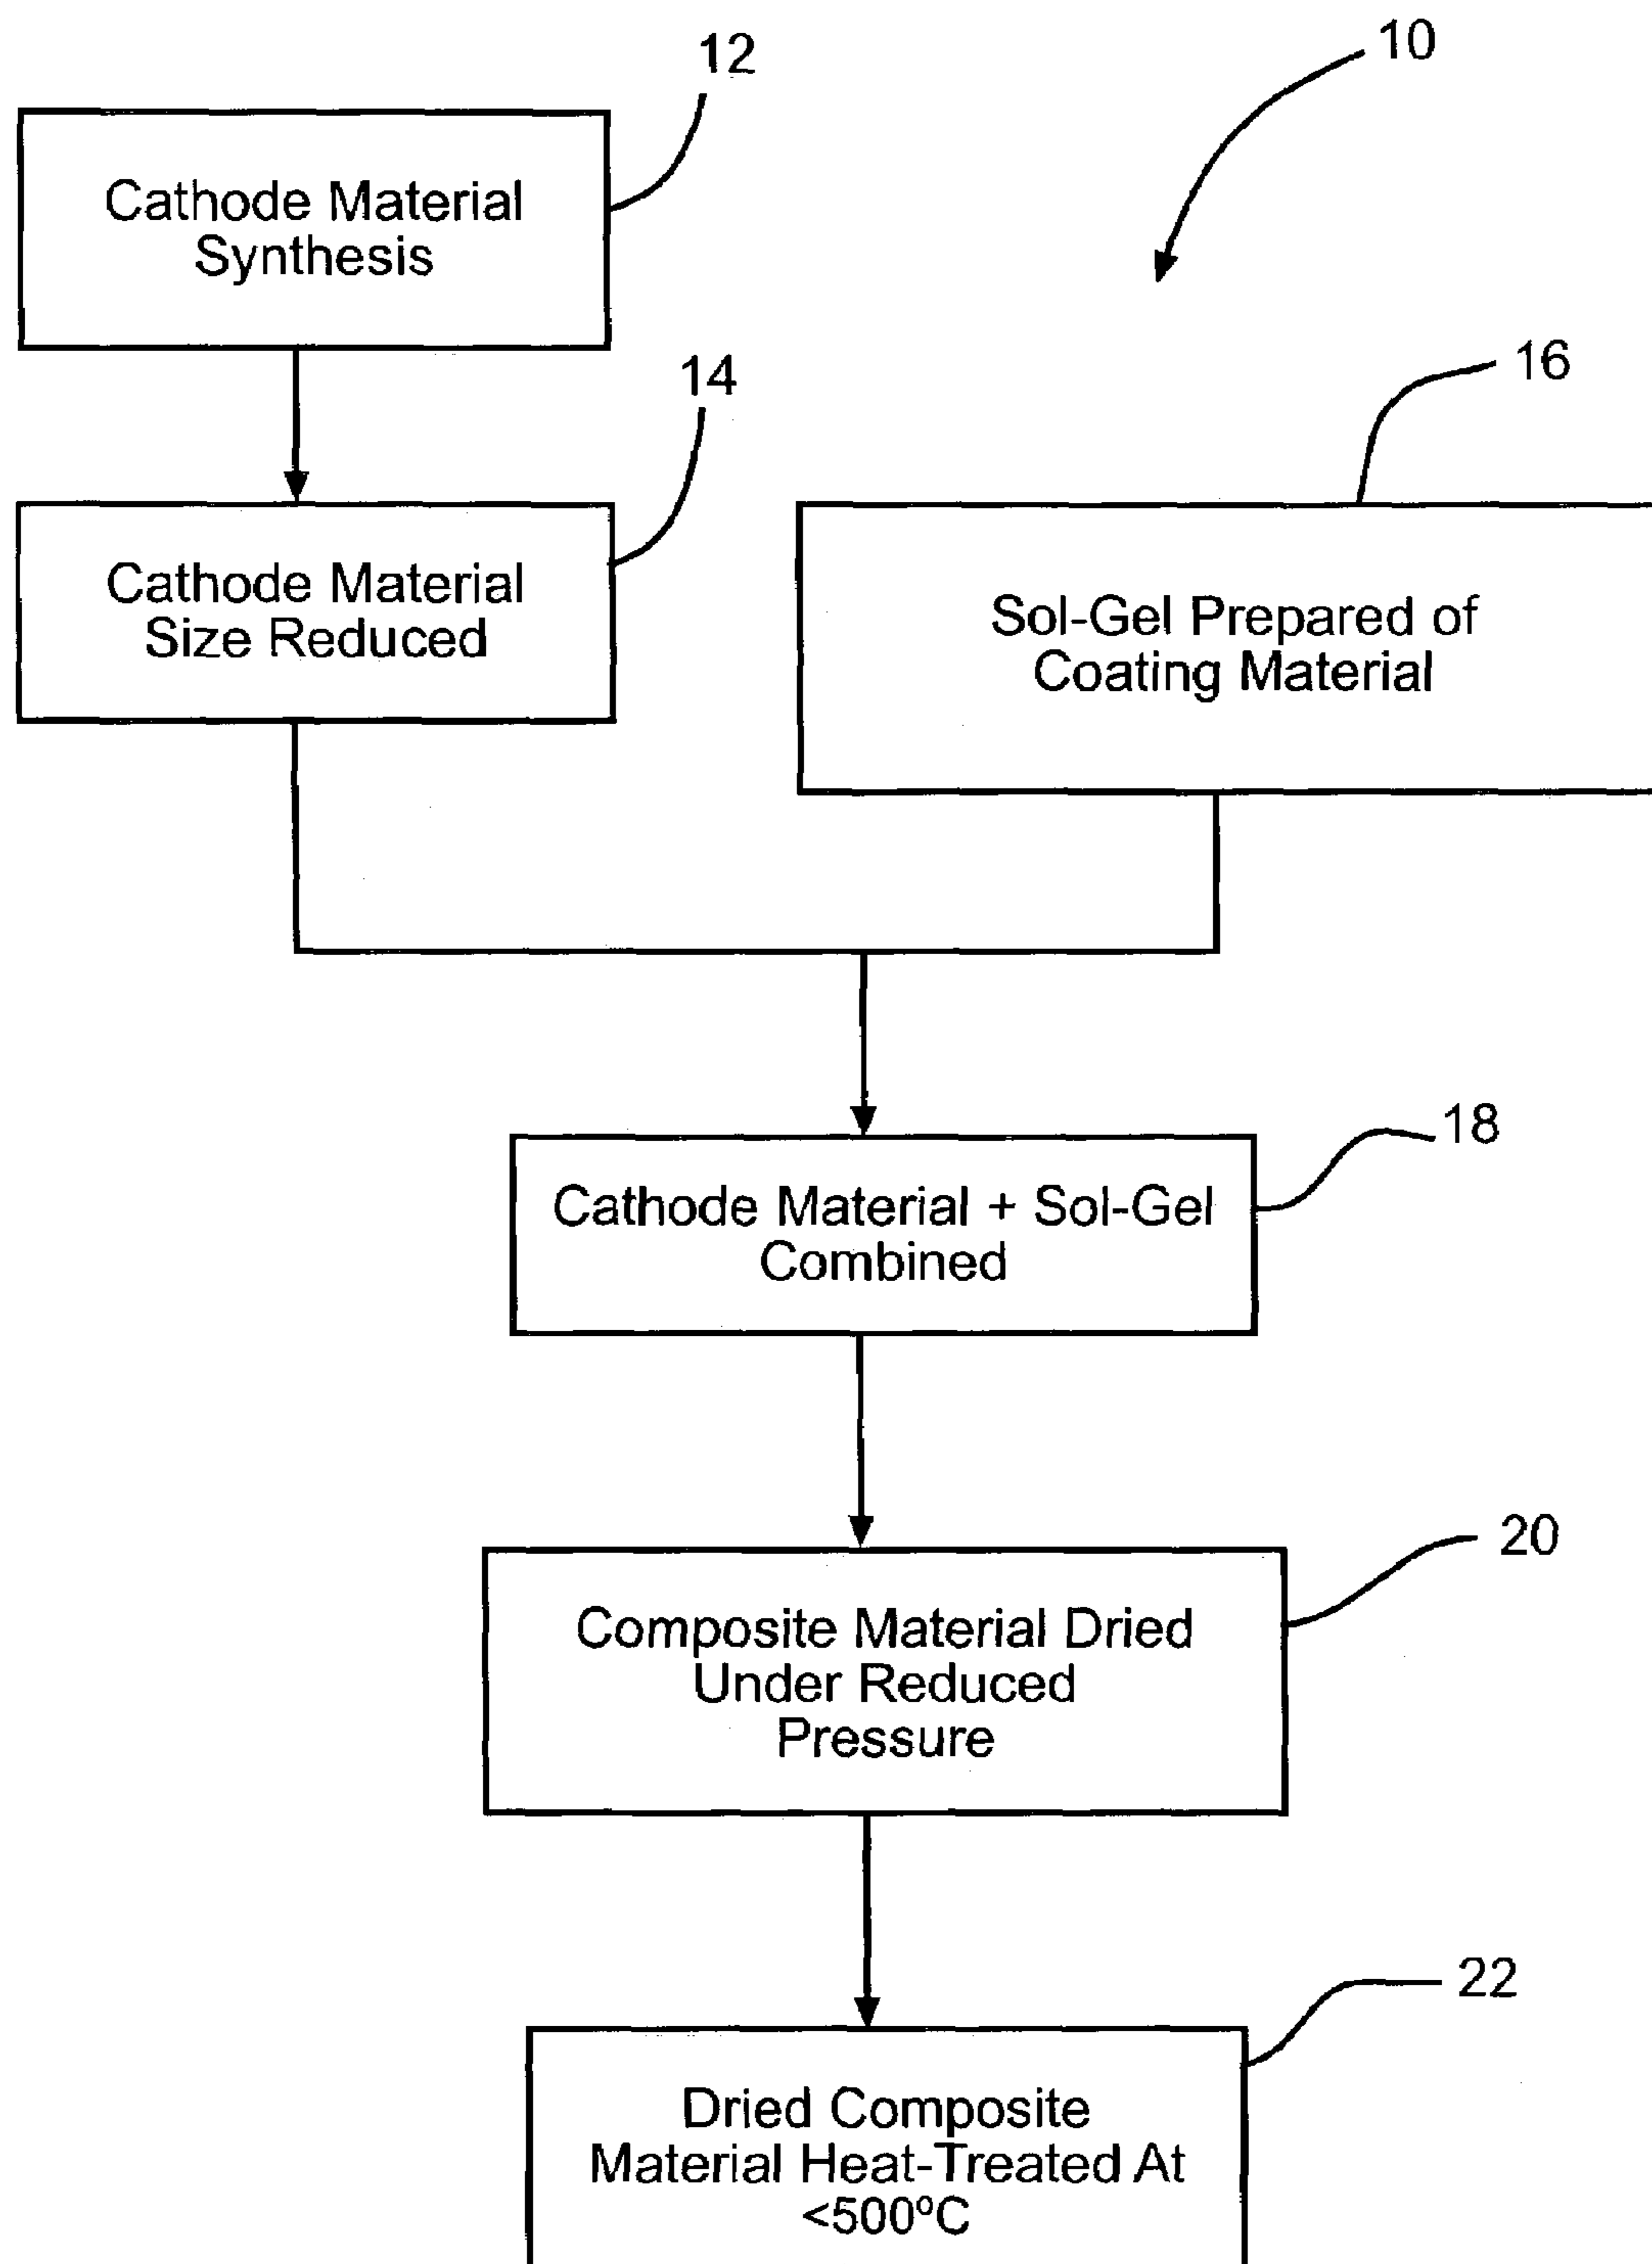 12
10
Cathode Material
Synthesis
14
16
Cathode Material
Size Reduced
Sol-Gel Prepared of
Coating Material
18
Cathode Material + Sol-Gel
Combined
20
Composite Material Dried
Under Reduced
Pressure
22
Dried Composite
Material Heat-Treated At
<500ºC